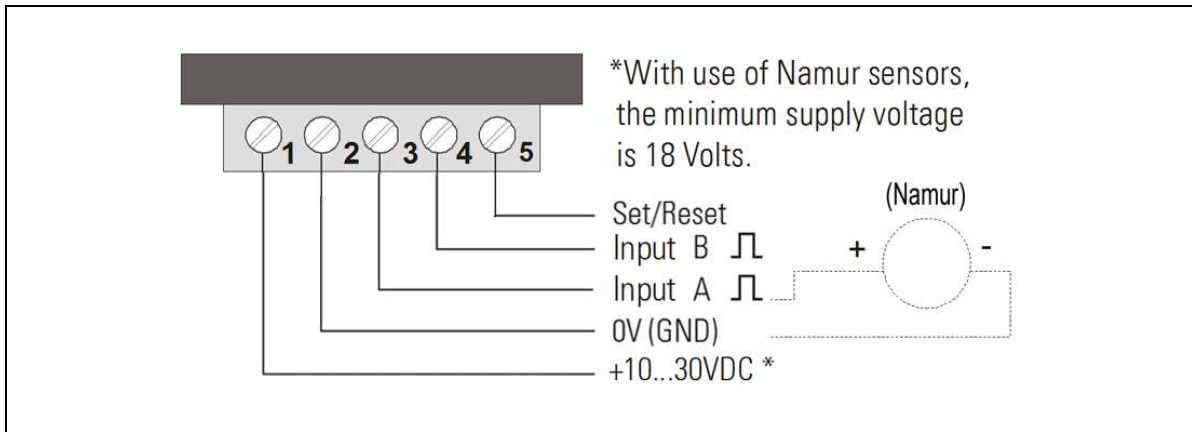 *With use of Namur sensors,
the minimum supply voltage
is 18 Volts.
1 2 3 4 5
(Namur)
Set/Reset
Input B
+ -
Input A
0V (GND)
+10...30VDC *